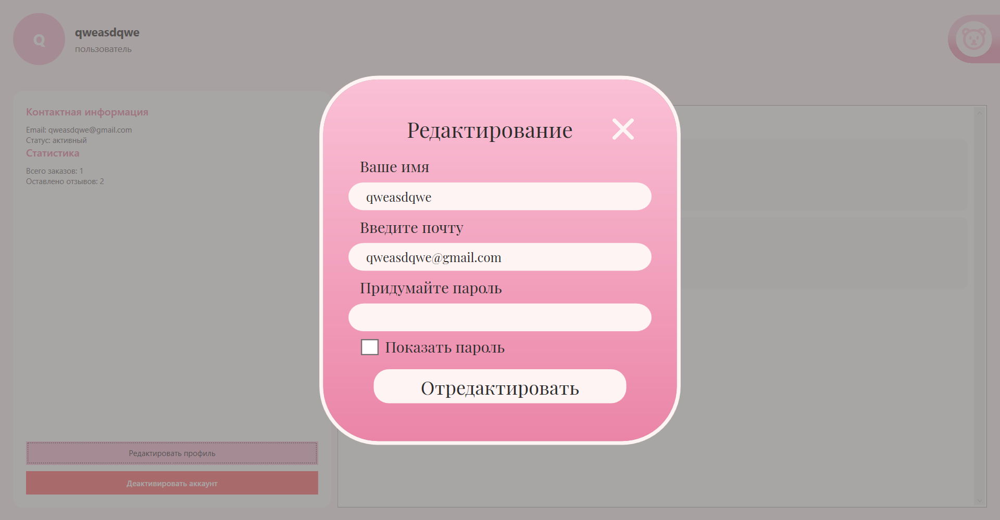 Q
qweasdqwe
пользователь
Контактная информация
Email: qweasdqwe@gmail.com
Статус: активный
Статистика
Всего заказов: 1
Оставлено отзывов: 2
Редактировать профиль
Деактивировать аккаунт
Редактирование
Ваше имя
qweasdqwe
Введите почту
qweasdqwe@gmail.com
Придумайте пароль
Показать пароль
Отредактировать